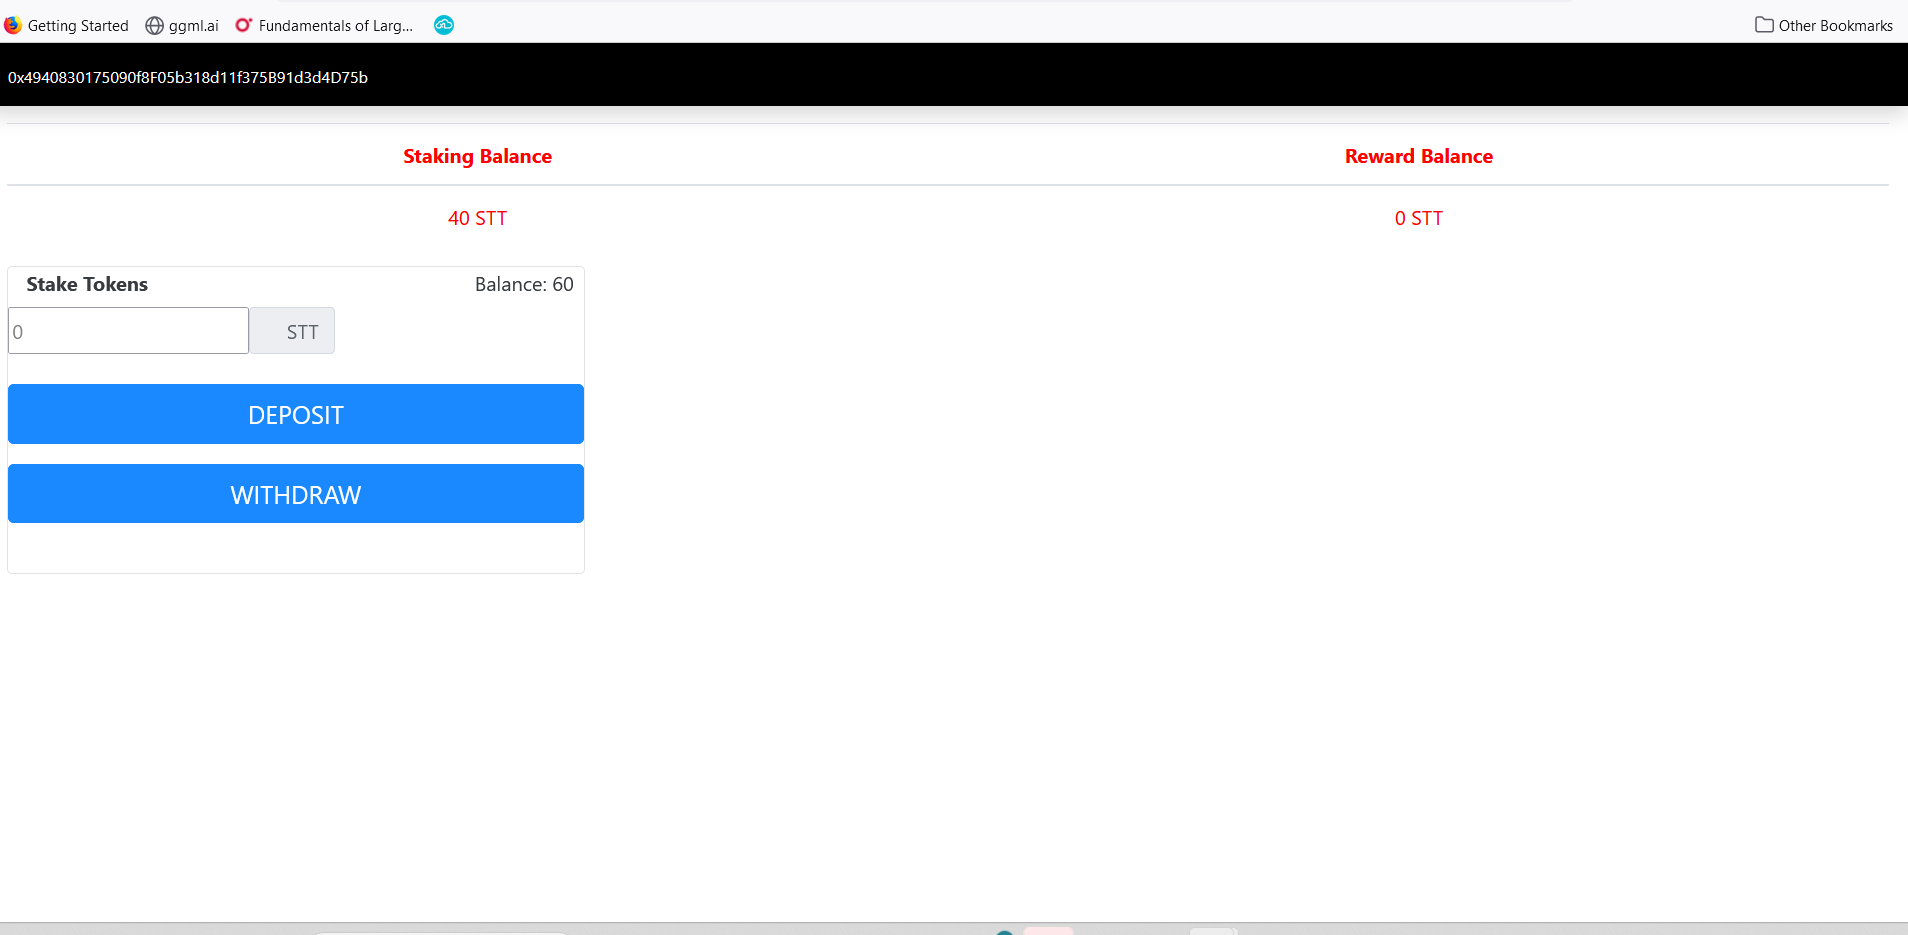 Getting Started ggml.ai Fundamentals of Larg... Other Bookmarks
0x4940830175090f8F05b318d11f375B91d3d4D75b
Staking Balance Reward Balance
40 STT 0 STT
Stake Tokens Balance: 60
0 STT
DEPOSIT
WITHDRAW